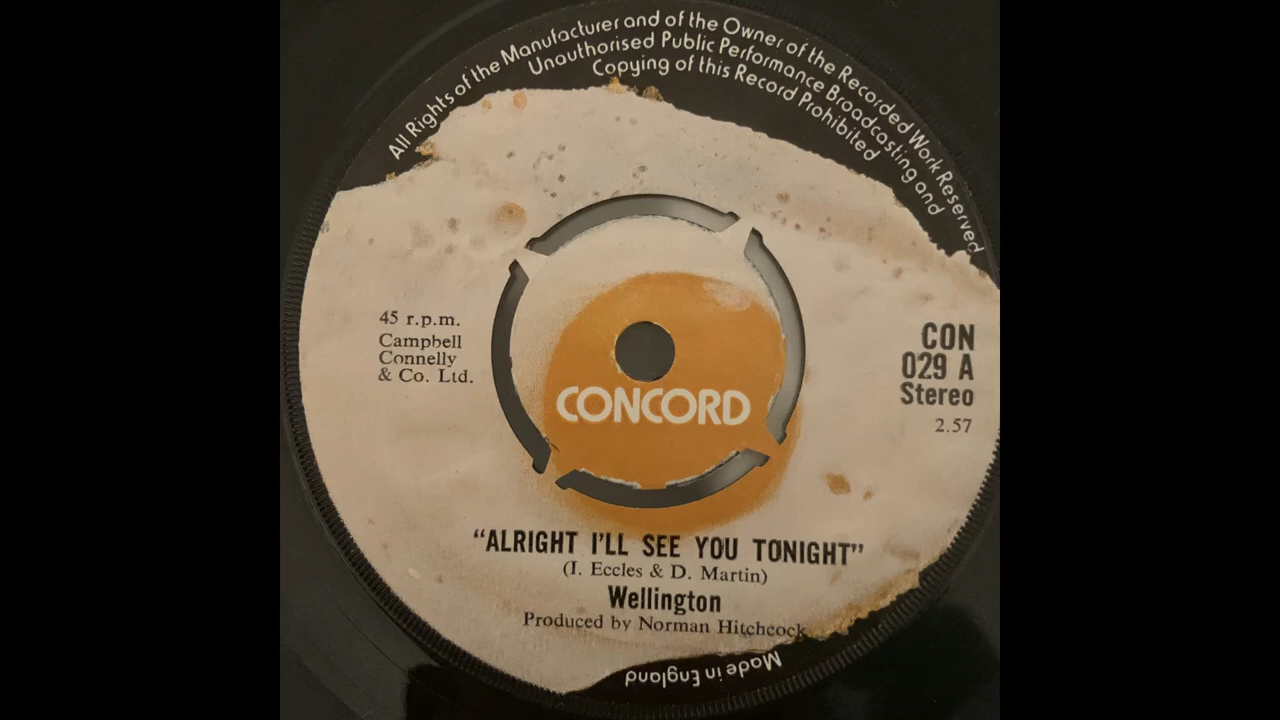 All Rights of the Manufacturer and of the Owner of the Recorded Work Reserved
Unauthorised Public Performance Broadcasting and
Copying of this Record Prohibited
45 r.p.m.
Campbell
Connelly
& Co. Ltd.
CON
029 A
Stereo
2.57
CONCORD
“ALRIGHT I’LL SEE YOU TONIGHT”
(I. Eccles & D. Martin)
Wellington
Produced by Norman Hitchcock
Made in England